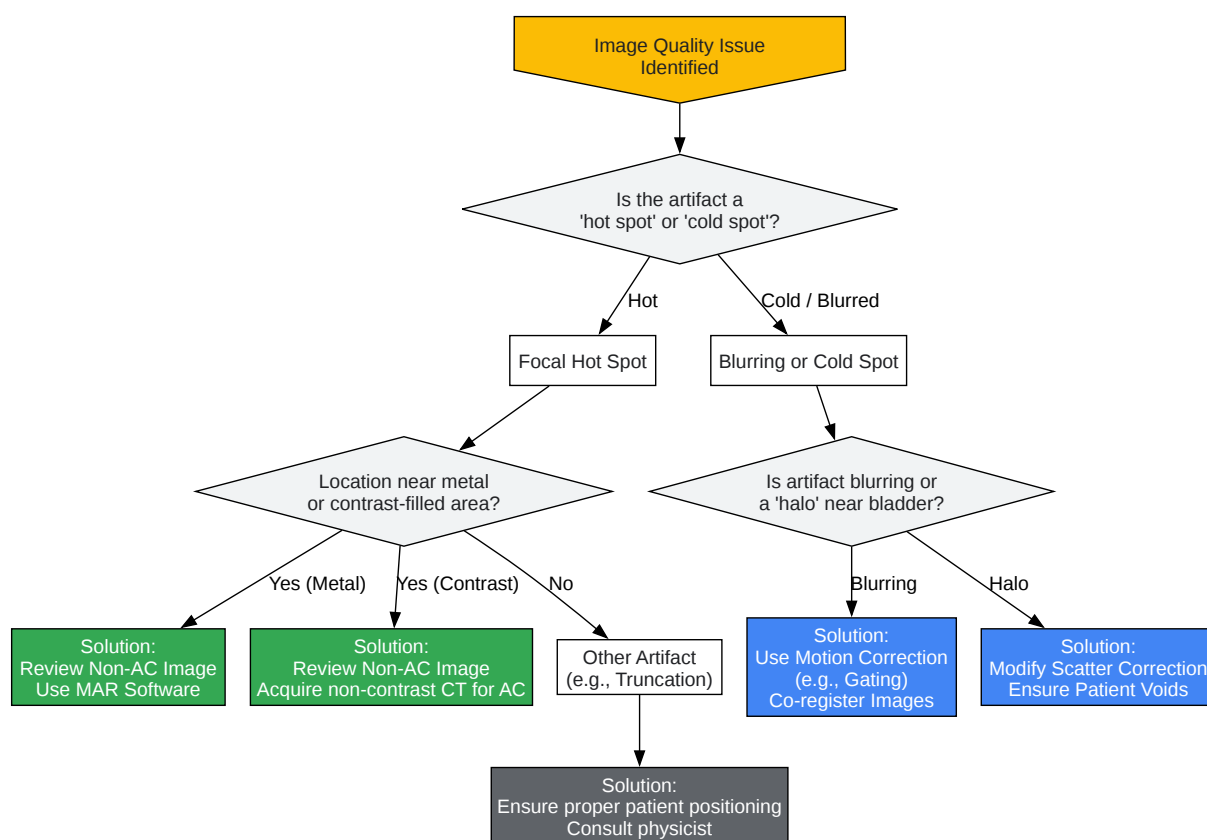 Image Quality Issue
Identified
Is the artifact a
'hot spot' or 'cold spot'?
Hot
Cold / Blurred
Focal Hot Spot
Blurring or Cold Spot
Location near metal
or contrast-filled area?
Is artifact blurring or
a 'halo' near bladder?
Yes (Metal)
Yes (Contrast)
No
Blurring
Halo
Solution:
Review Non-AC Image
Use MAR Software
Solution:
Review Non-AC Image
Acquire non-contrast CT for AC
Other Artifact
(e.g., Truncation)
Solution:
Use Motion Correction
(e.g., Gating)
Co-register Images
Solution:
Modify Scatter Correction
Ensure Patient Voids
Solution:
Ensure proper patient positioning
Consult physicist